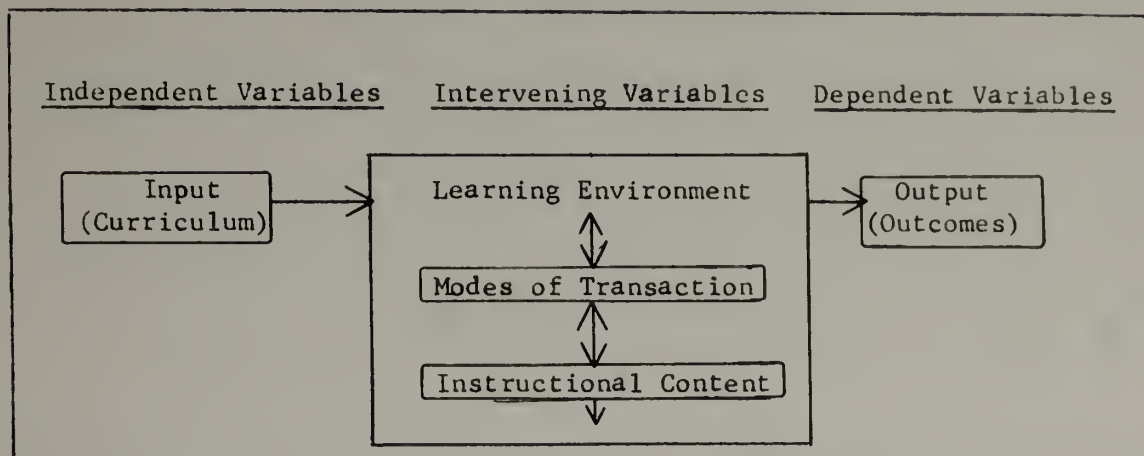 Independent Variables Intervening Variables Dependent Variables
Input
(Curriculum)
Learning Environment
Modes of Transaction
Instructional Content
Output
(Outcomes)